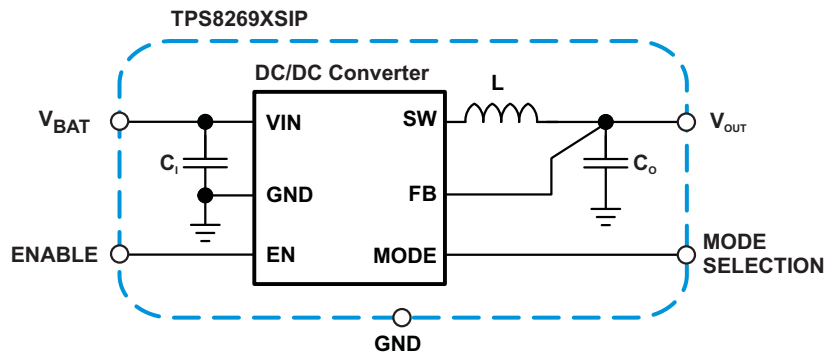 TPS8269XSIP
DC/DC Converter
L
VBAT
VIN
SW
VOUT
CI
CO
GND
FB
ENABLE
EN
MODE
MODE
SELECTION
GND